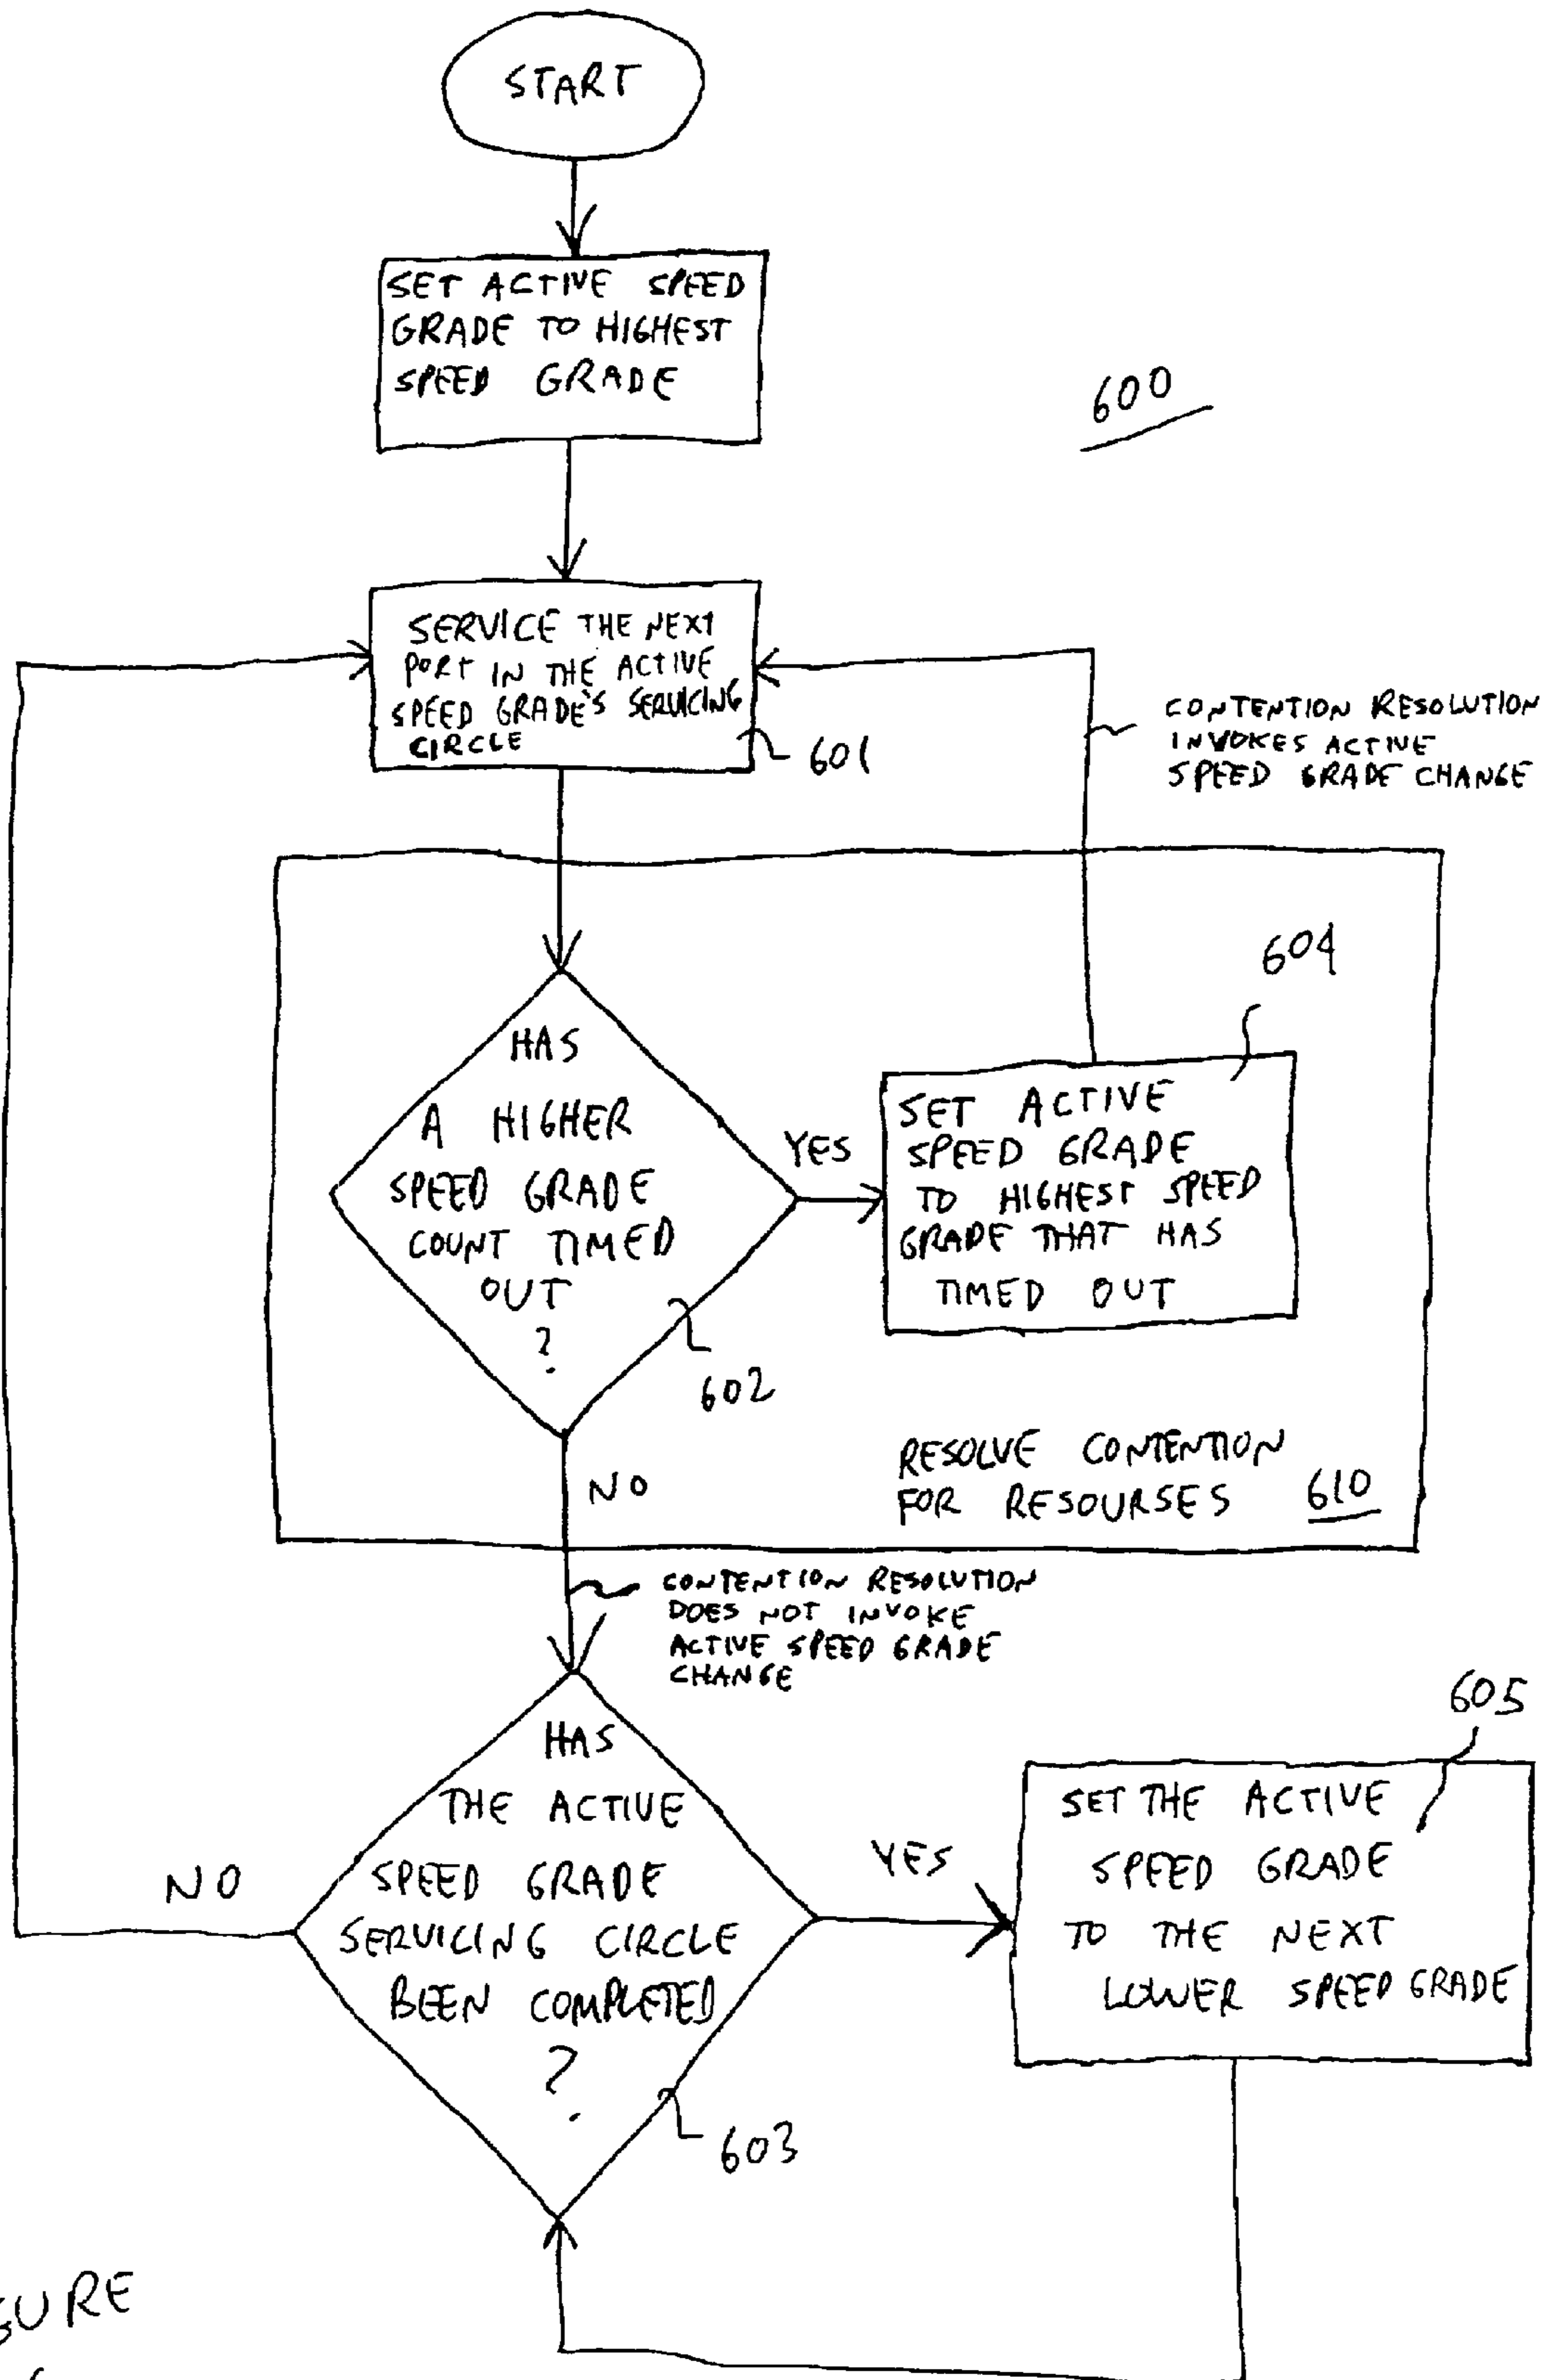 START
SET ACTIVE SPEED
GRADE TO HIGHEST
SPEED GRADE
600
SERVICE THE NEXT
PORT IN THE ACTIVE
SPEED GRADE'S SERVICING
CIRCLE
601
CONTENTION RESOLUTION
INVOKES ACTIVE
SPEED GRADE CHANGE
604
HAS
A HIGHER
SPEED GRADE
COUNT TIMED
OUT
?
YES
SET ACTIVE
SPEED GRADE
TO HIGHEST SPEED
GRADE THAT HAS
TIMED OUT
602
NO
RESOLVE CONTENTION
FOR RESOURSES 610
CONTENTION RESOLUTION
DOES NOT INVOKE
ACTIVE SPEED GRADE
CHANGE
605
HAS
THE ACTIVE
SPEED GRADE
SERVICING CIRCLE
BEEN COMPLETED
?
NO
YES
SET THE ACTIVE
SPEED GRADE
TO THE NEXT
LOWER SPEED GRADE
603
GURE